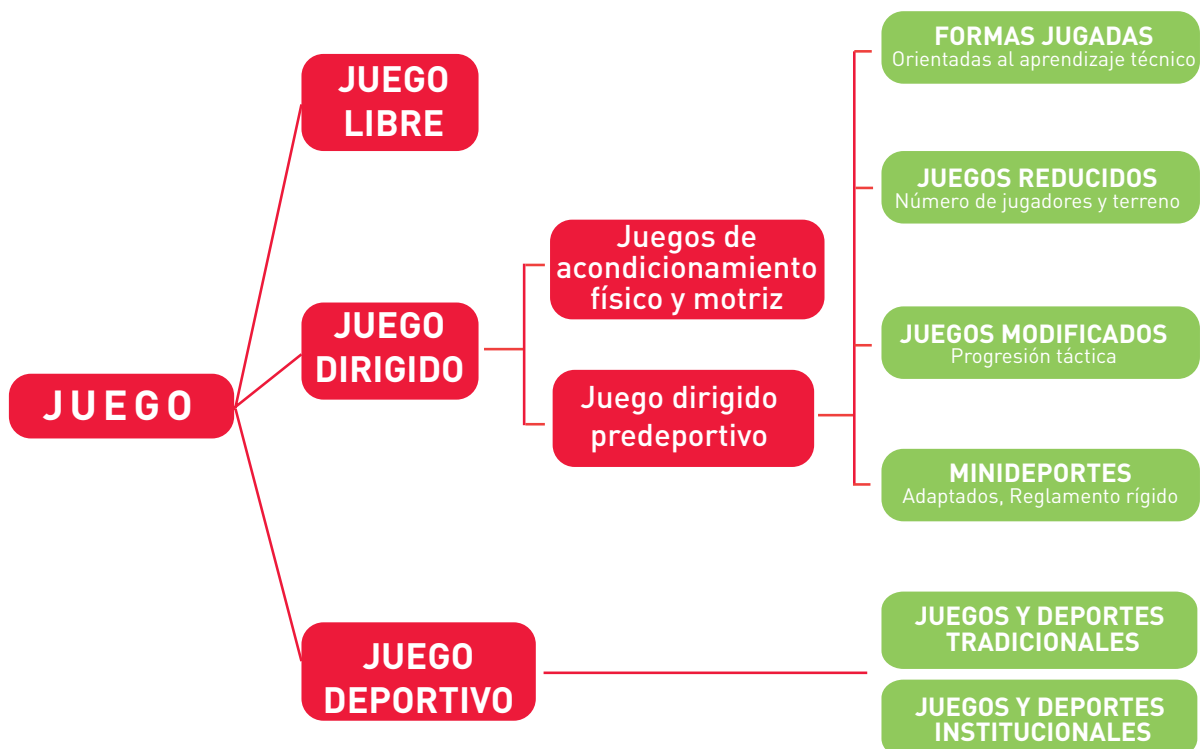 JUEGO
JUEGO
LIBRE
JUEGO
DIRIGIDO
JUEGO
DEPORTIVO
Juegos de
acondicionamiento
físico y motriz
Juego dirigido
predeportivo
FORMAS JUGADAS
Orientadas al aprendizaje técnico
JUEGOS REDUCIDOS
Número de jugadores y terreno
JUEGOS MODIFICADOS
Progresión táctica
MINIDEPORTES
Adaptados, Reglamento rígido
JUEGOS Y DEPORTES
TRADICIONALES
JUEGOS Y DEPORTES
INSTITUCIONALES